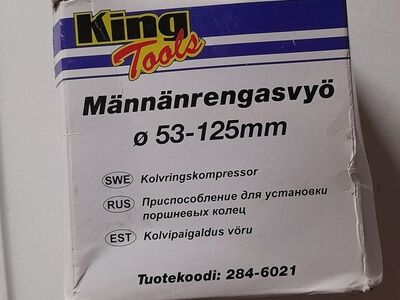 King
Tools
Männänrengasvyö
ø 53-125mm
SWE Kolvringskompressor
RUS Приспособление для установки
поршневых колец
EST Kolvipaigaldus võru
Tuotekoodi: 284-6021